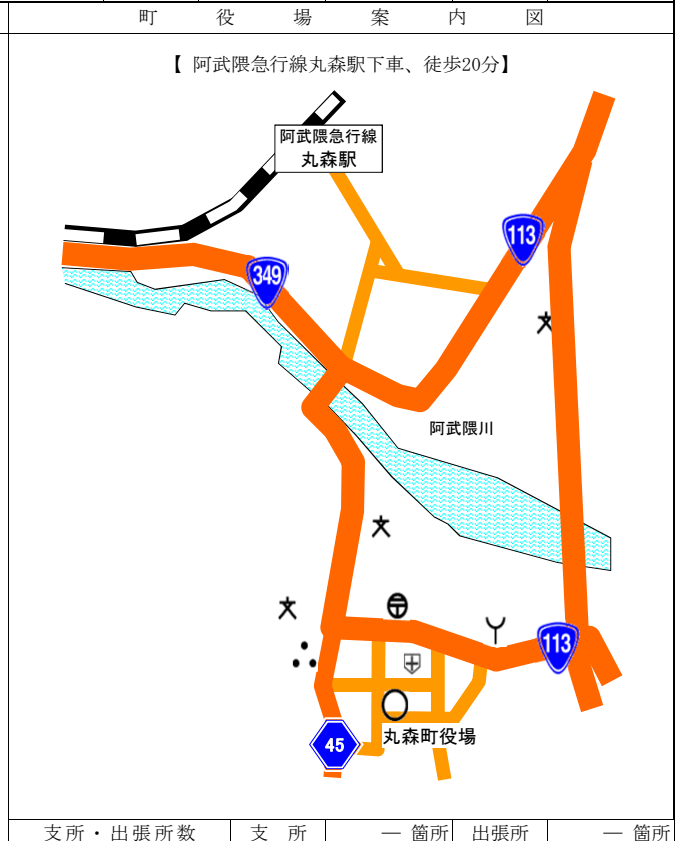 町役場案内図
【 阿武隈急行線丸森駅下車、徒歩20分】
阿武隈急行線
丸森駅
113
349
文
阿武隈川
文
文
〒
113
丸森町役場
45
支所・出張所数 支所 ― 箇所 出張所 ― 箇所